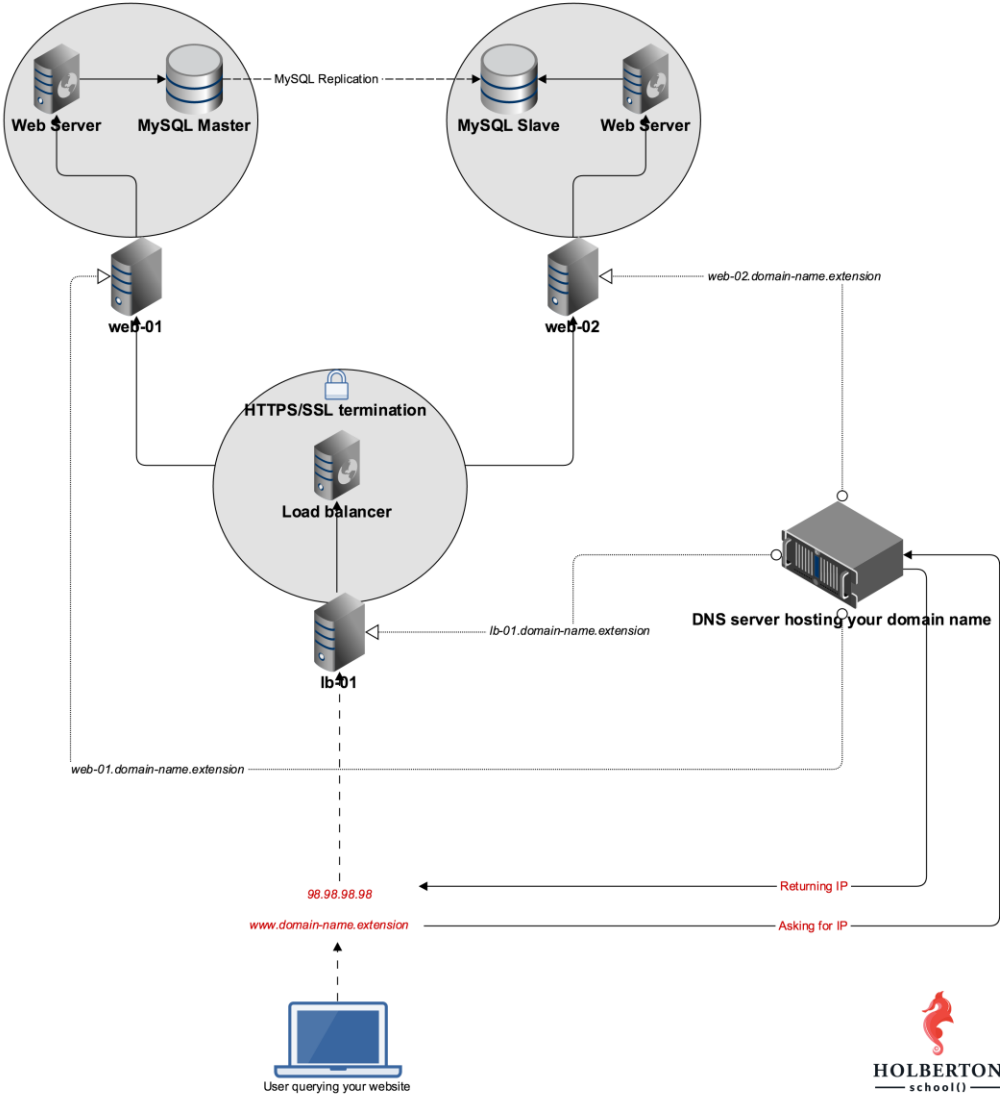 MySQL Replication
Web Server
MySQL Master
MySQL Slave
Web Server
web-02.domain-name.extension
web-01
web-02
HTTPS/SSL termination
Load balancer
DNS server hosting your domain name
lb-01.domain-name.extension
lb-01
web-01.domain-name.extension
98.98.98.98
Returning IP
www.domain-name.extension
Asking for IP
User querying your website
HOLBERTON
school()